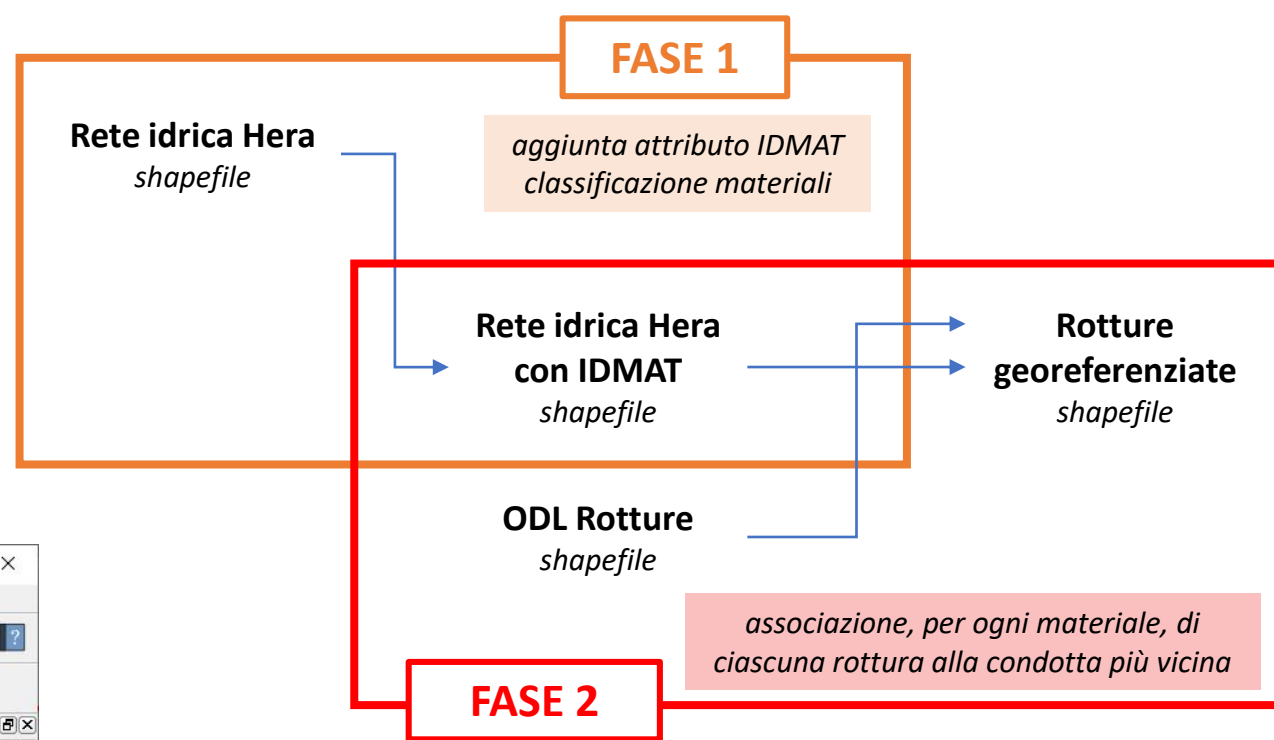 FASE 1
Rete idrica Hera
shapefile
aggiunta attributo IDMAT
classificazione materiali
Rete idrica Hera
con IDMAT
shapefile
Rotture
georeferenziate
shapefile
ODL Rotture
shapefile
associazione, per ogni materiale, di
ciascuna rottura alla condotta più vicina
FASE 2
?